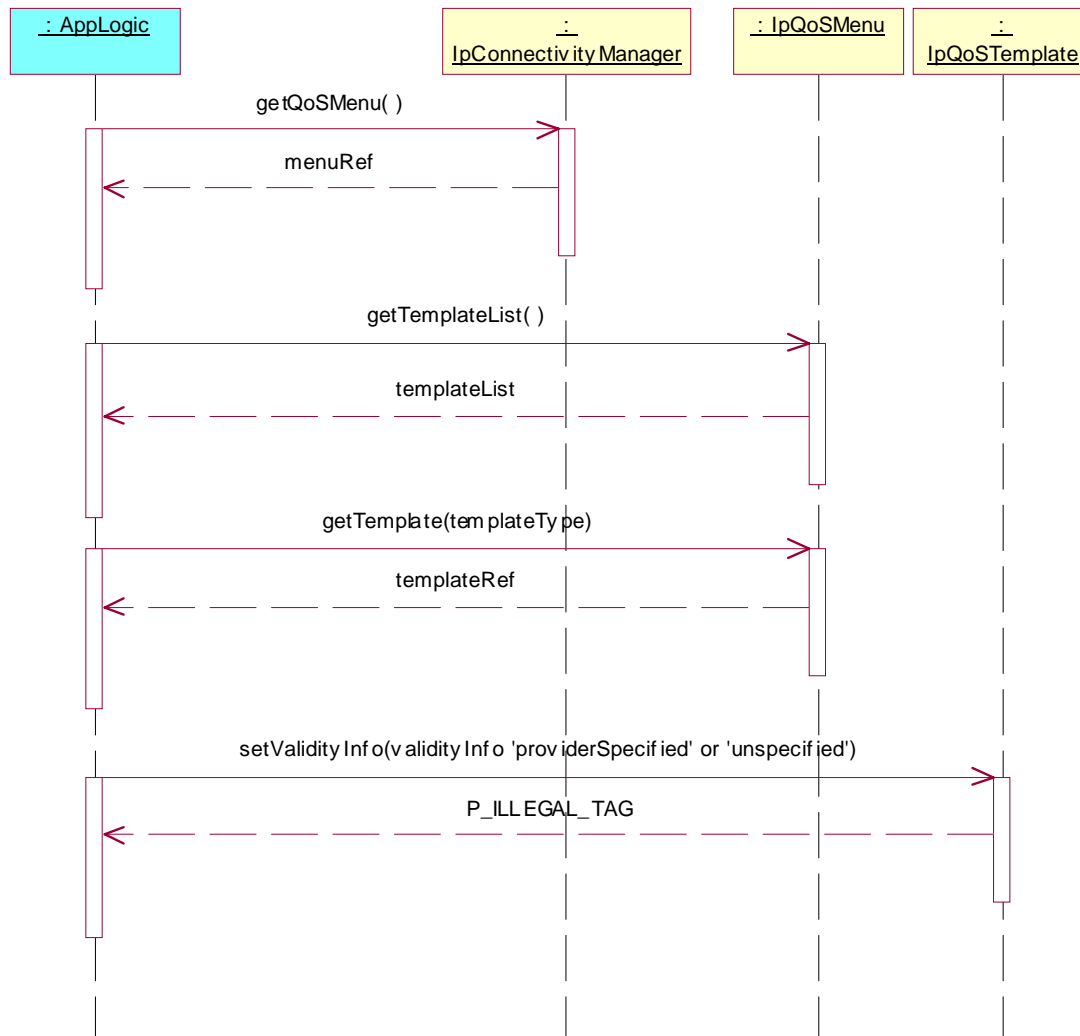 : AppLogic
:
IpConnectivityManager
: IpQoSMenu
:
IpQoSTemplate
getQoSMenu( )
menuRef
getTemplateList( )
templateList
getTemplate(templateType)
templateRef
setValidityInfo(validityInfo 'providerSpecified' or 'unspecified')
P_ILLEGAL_TAG